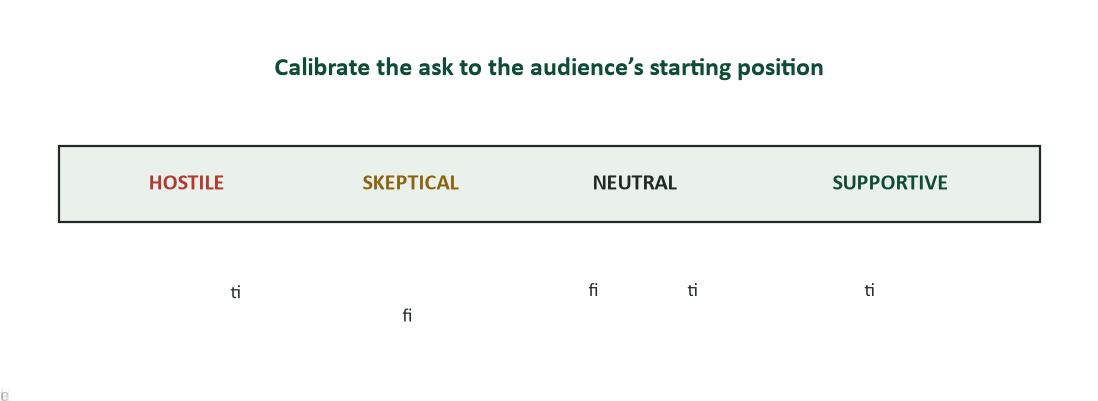 Calibrate the ask to the audience’s starting position
HOSTILE SKEPTICAL NEUTRAL SUPPORTIVE
ti fi ti ti
fi